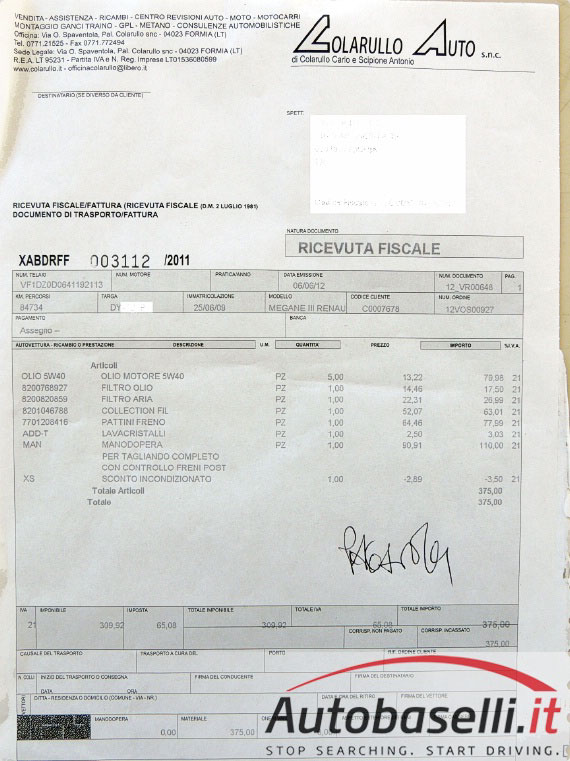 VENDITA - ASSISTENZA - RICAMBI - CENTRO REVISIONI AUTO - MOTO - MOTOCARRI
MONTAGGIO GANCI TRAINO - GPL - METANO - CONSULENZE AUTOMOBILISTICHE
Officina: Via O. Spaventola, Pal. Colarullo snc - 04023 FORMIA (LT)
Tel. 0771.21525 - Fax 0771.772494
Sede Legale: Via O. Spaventola, Pal. Colarullo snc - 04023 FORMIA (LT)
R.E.A. LT 95231 - Partita IVA e N. Reg. Imprese LT01536080599
www.colarullo.it - officinacolarullo@libero.it
COLARULLO AUTO s.n.c.
di Colarullo Carlo e Scipione Antonio
DESTINATARIO (SE DIVERSO DA CLIENTE)
SPETT.
RICEVUTA FISCALE/FATTURA (RICEVUTA FISCALE (D.M. 2 LUGLIO 1981)
DOCUMENTO DI TRASPORTO/FATTURA
NATURA DOCUMENTO
RICEVUTA FISCALE
XABDRFF 003112 /2011
NUM. TELAIO NUM. MOTORE PRATICA/ANNO DATA EMISSIONE NUM. DOCUMENTO PAG.
VF1DZ0D0641192113 06/06/12 12_VR00648 1
KM. PERCORSI TARGA IMMATRICOLAZIONE MODELLO CODICE CLIENTE NUM. ORDINE
84734 DY 25/06/09 MEGANE III RENAU C0007678 12VOS00927
PAGAMENTO BANCA
Assegno --
AUTOVETTURA - RICAMBIO O PRESTAZIONE DESCRIZIONE U.M. QUANTITA' PREZZO IMPORTO %I.V.A.
Articoli
OLIO 5W40 OLIO MOTORE 5W40 PZ 5,00 13,22 79,98 21
8200768927 FILTRO OLIO PZ 1,00 14,46 17,50 21
8200820859 FILTRO ARIA PZ 1,00 22,31 26,99 21
8201046788 COLLECTION FIL PZ 1,00 52,07 63,01 21
7701208416 PATTINI FRENO PZ 1,00 64,46 77,99 21
ADD-T LAVACRISTALLI PZ 1,00 2,50 3,03 21
MAN MANODOPERA PZ 1,00 90,91 110,00 21
PER TAGLIANDO COMPLETO
CON CONTROLLO FRENI POST
XS SCONTO INCONDIZIONATO 1,00 -2,89 -3,50 21
Totale Articoli 375,00
Totale 375,00
IVA IMPONIBILE IMPOSTA TOTALE IMPONIBILE TOTALE IVA TOTALE IMPORTO
21 309,92 65,08 309,92 65,08 375,00
CORRISP. NON PAGATO CORRISP. INCASSATO
375,00
CAUSALE DEL TRASPORTO TRASPORTO A CURA DEL PORTO RIF. ORDINE CLIENTE
N. COLLI INIZIO DEL TRASPORTO O CONSEGNA FIRMA DEL CONDUCENTE FIRMA DEL DESTINATARIO
DATA ORA
VETTORI DITTA - RESIDENZA O DOMICILIO (COMUNE - VIA - NR.) DATA E ORA DEL RITIRO FIRMA DEL VETTORE
MANODOPERA MATERIALE
0.00 375,00
Autobaselli.it
STOP SEARCHING. START DRIVING.